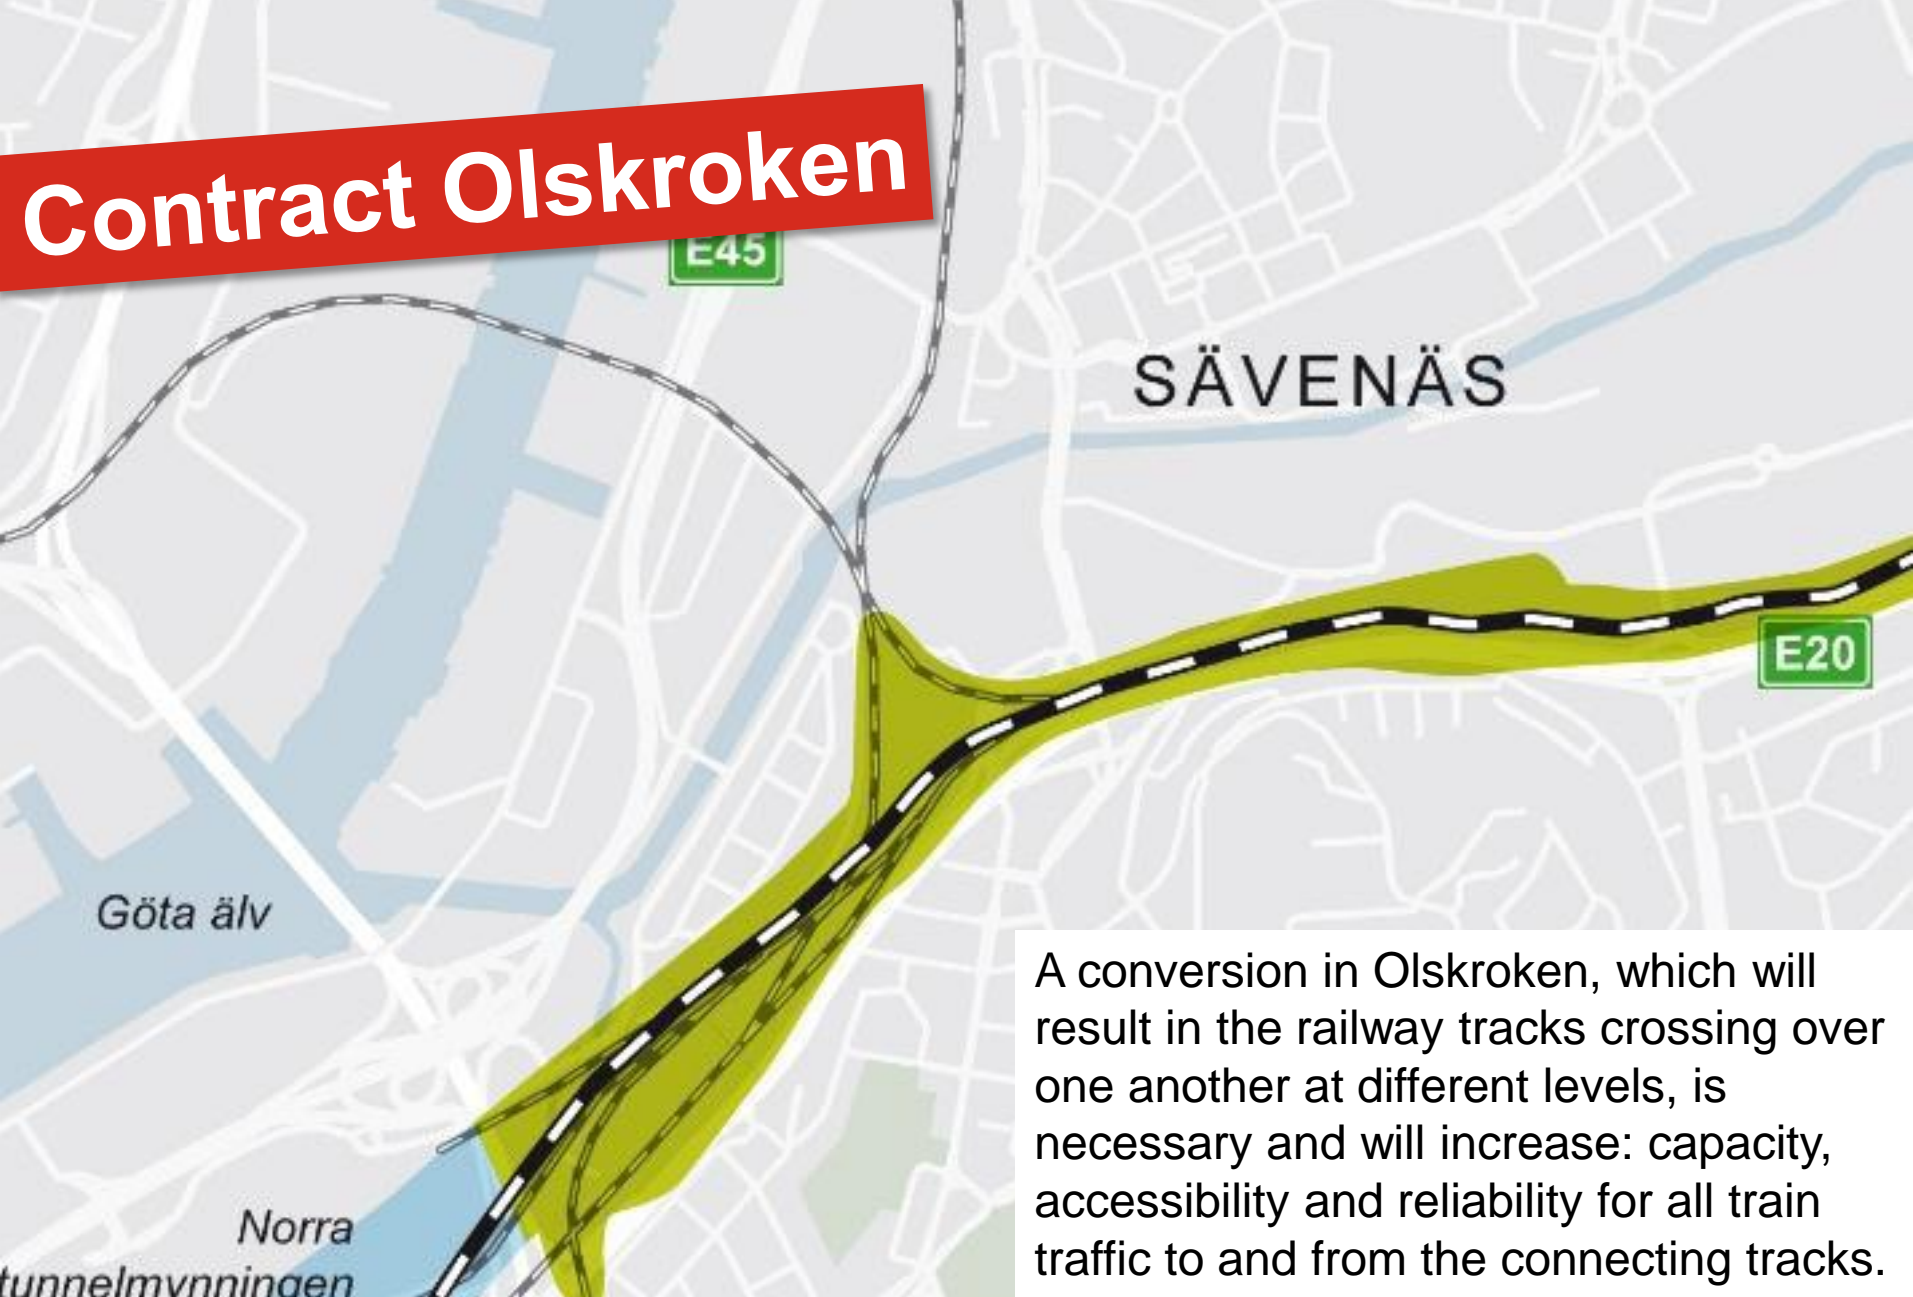 Contract Olskroken
E45
SÄVENÄS
E20
Göta älv
A conversion in Olskroken, which will
result in the railway tracks crossing over
one another at different levels, is
necessary and will increase: capacity,
accessibility and reliability for all train
traffic to and from the connecting tracks.
Norra
tunnelmynningen